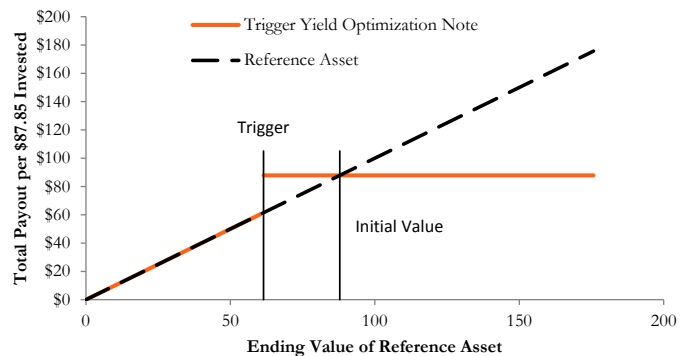 $200
$180
$160
$140
$120
$100
$80
$60
$40
$20
$0
Total Payout per $87.85 Invested
Trigger Yield Optimization Note
Reference Asset
Trigger
Initial Value
0
50
100
150
200
Ending Value of Reference Asset